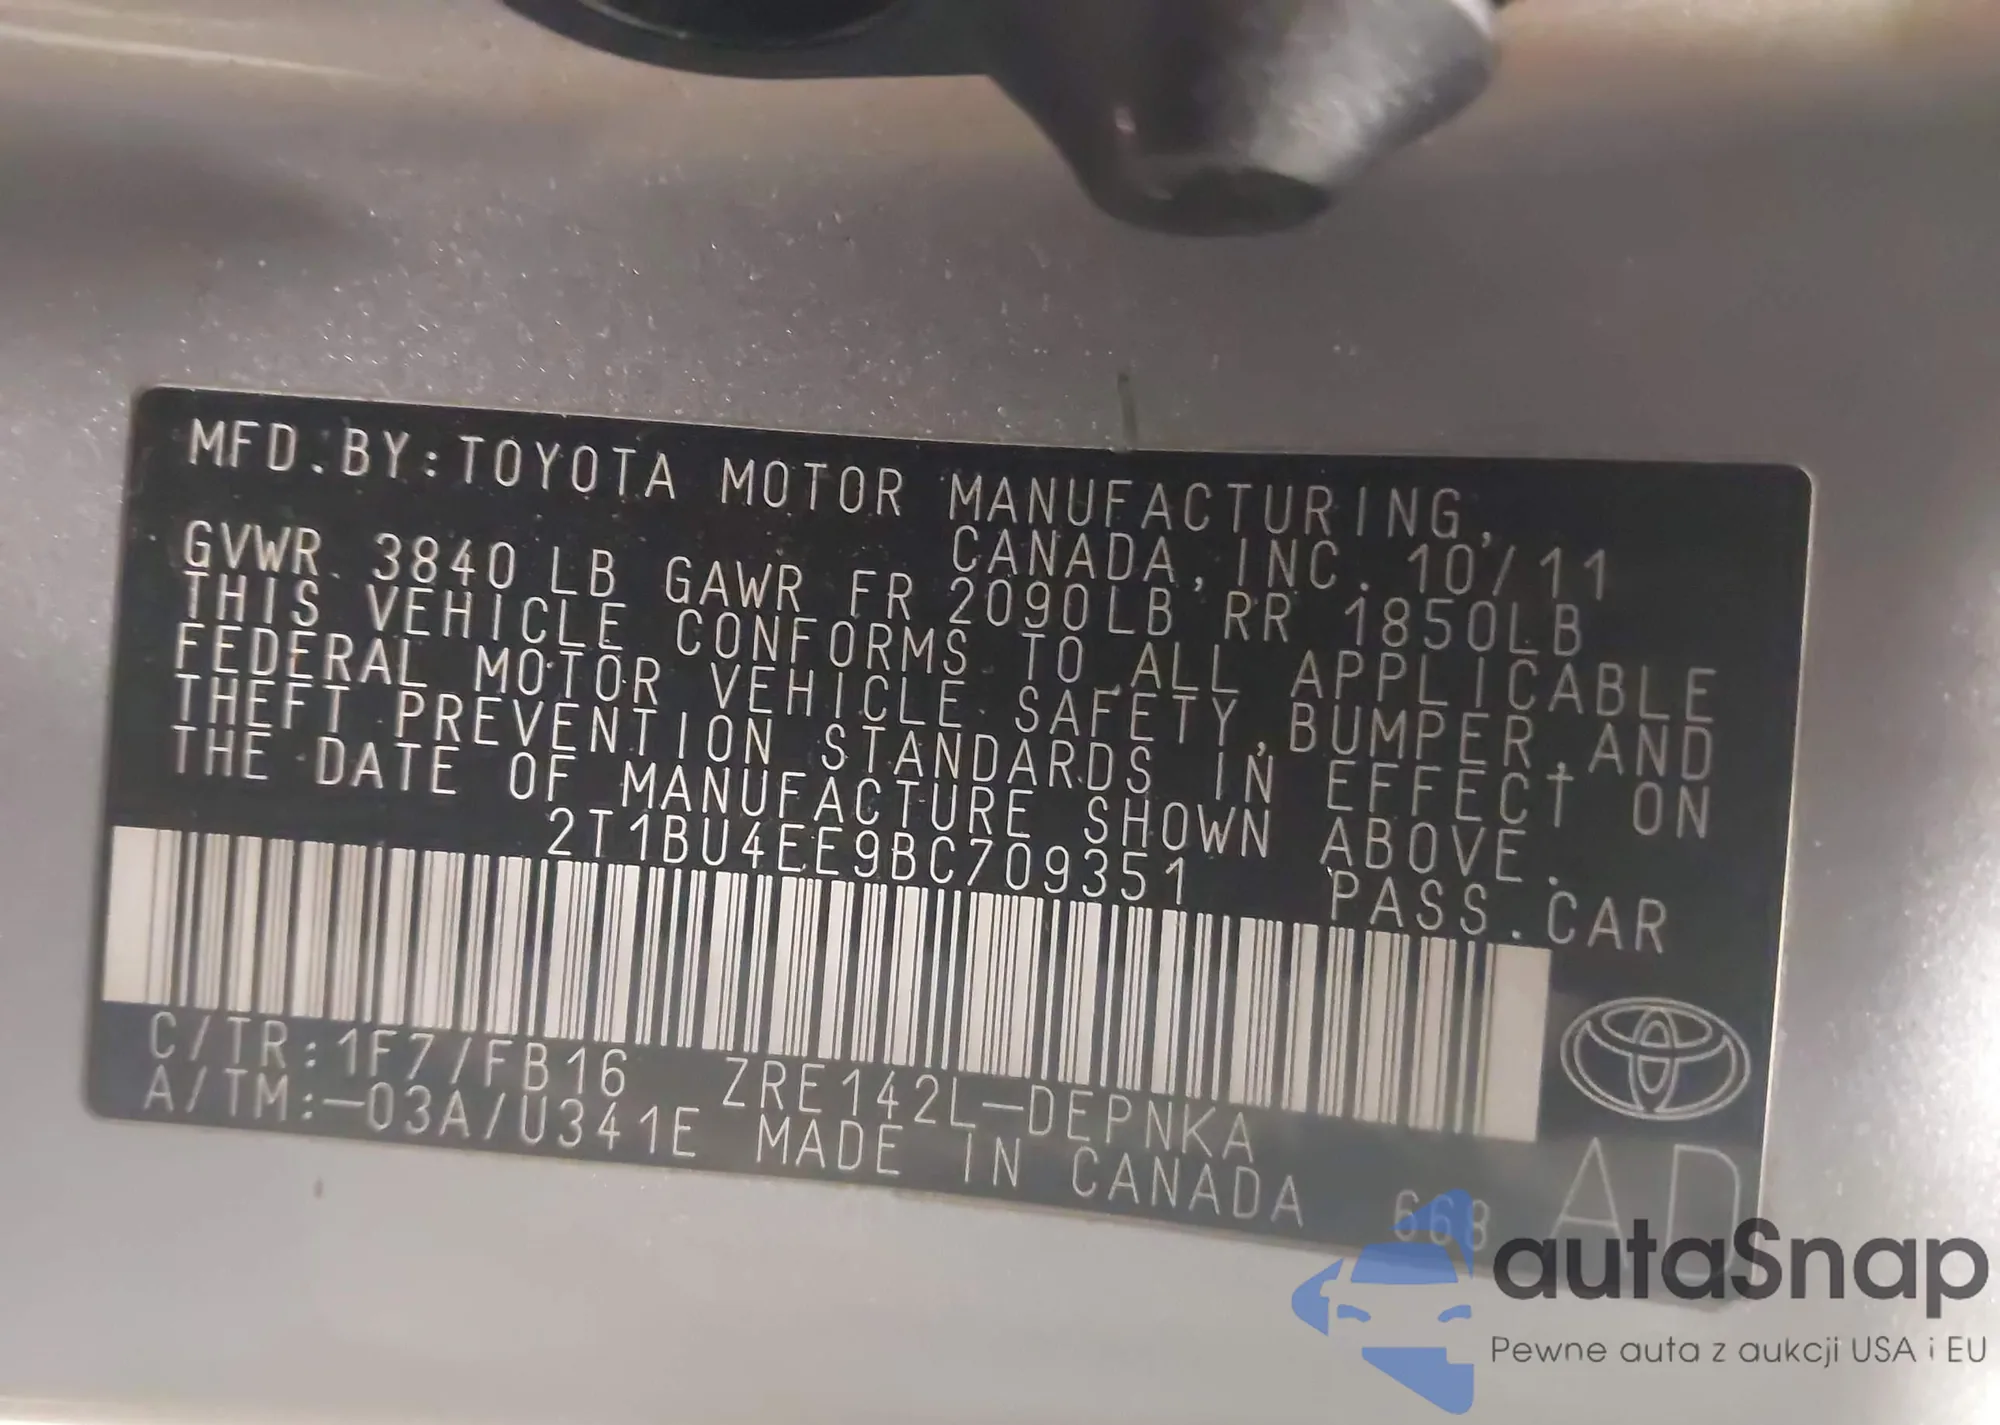 MFD.BY:TOYOTA MOTOR MANUFACTURING,
CANADA,INC. 10/11
GVWR 3840 LB GAWR FR 2090LB RR 1850LB
THIS VEHICLE CONFORMS TO ALL APPLICABLE
FEDERAL MOTOR VEHICLE SAFETY,BUMPER,AND
THEFT PREVENTION STANDARDS IN EFFECT ON
THE DATE OF MANUFACTURE SHOWN ABOVE.
2T1BU4EE9BC709351 PASS.CAR
C/TR:1F7/FB16 ZRE142L-DEPNKA
A/TM:-03A/U341E MADE IN CANADA 668
AD
autaSnap
Pewne auta z aukcji USA i EU